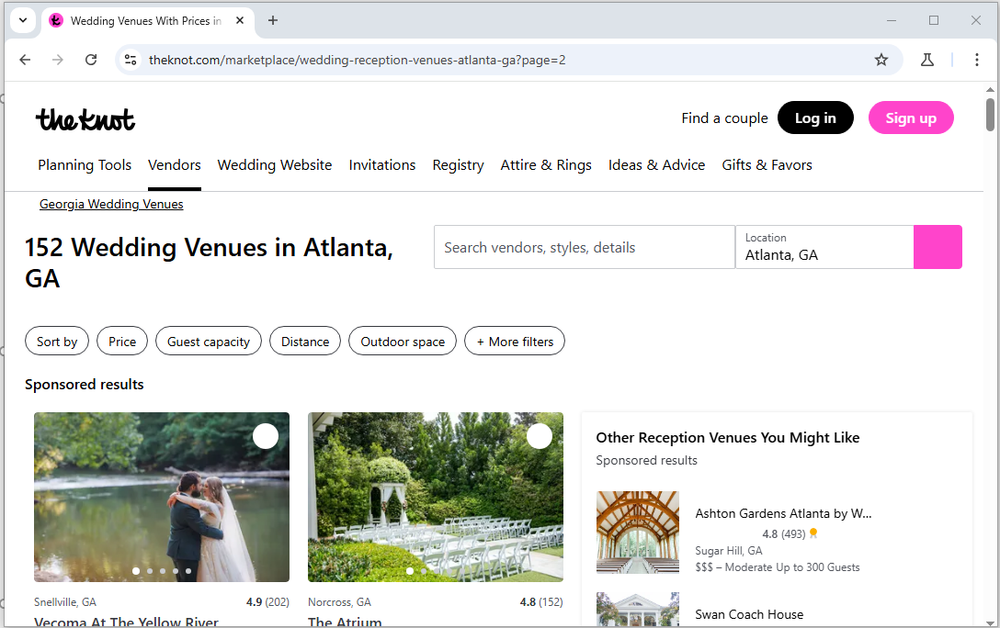 Wedding Venues With Prices in
theknot.com/marketplace/wedding-reception-venues-atlanta-ga?page=2
the knot
Find a couple
Log in
Sign up
Planning Tools
Vendors
Wedding Website
Invitations
Registry
Attire & Rings
Ideas & Advice
Gifts & Favors
Georgia Wedding Venues
152 Wedding Venues in Atlanta,
GA
Search vendors, styles, details
Location
Atlanta, GA
Sort by
Price
Guest capacity
Distance
Outdoor space
+ More filters
Sponsored results
Snellville, GA
4.9 (202)
Vecoma At The Yellow River
Norcross, GA
4.8 (152)
The Atrium
Other Reception Venues You Might Like
Sponsored results
Ashton Gardens Atlanta by W...
4.8 (493)
Sugar Hill, GA
$$$ – Moderate Up to 300 Guests
Swan Coach House